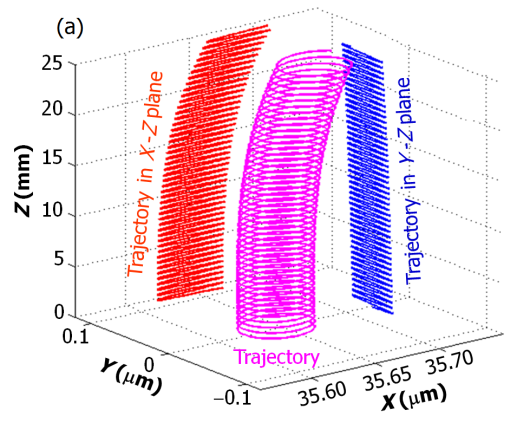 (a)
25
20
15
10
5
0
Z (mm)
Trajectory in X-Z plane
Trajectory in Y-Z plane
Trajectory
0.1
0
−0.1
Y (μm)
35.60
35.65
35.70
X (μm)